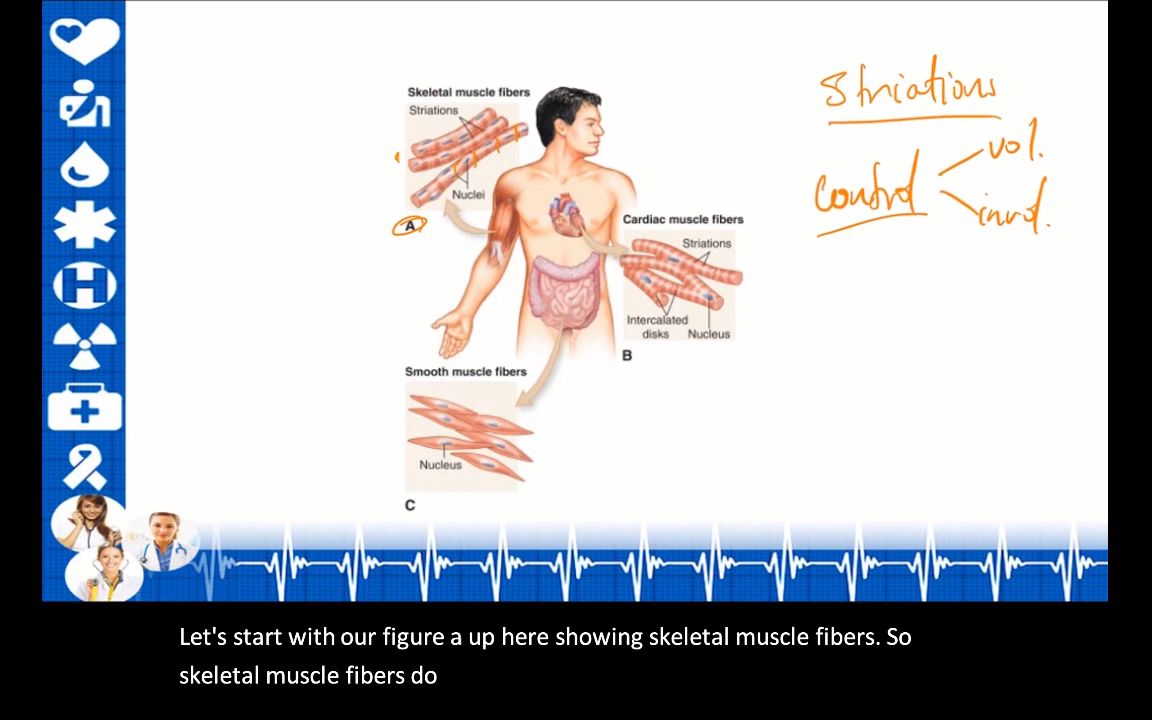 Striations
control
vol.
invol.
Skeletal muscle fibers
Striations
Nuclei
A
Cardiac muscle fibers
Striations
Intercalated
disks
Nucleus
B
Smooth muscle fibers
Nucleus
C
H
Let's start with our figure a up here showing skeletal muscle fibers. So
skeletal muscle fibers do